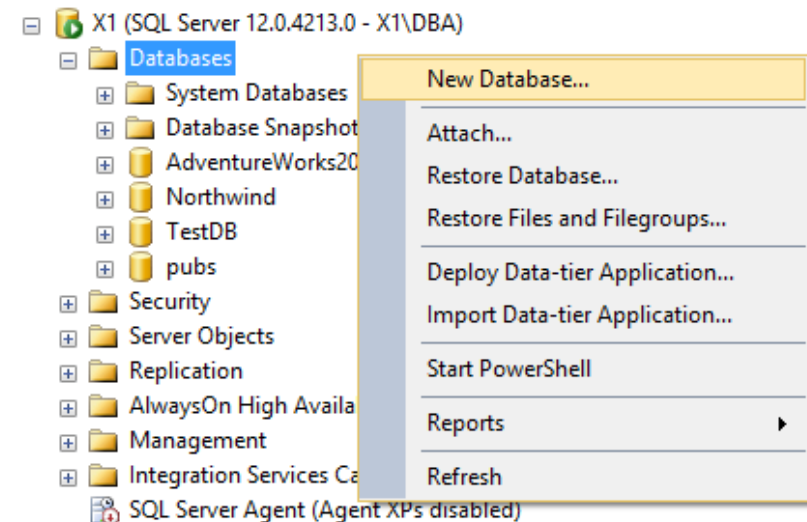 X1 (SQL Server 12.0.4213.0 - X1\DBA)
Databases
System Databases
Database Snapshot
AdventureWorks20
Northwind
TestDB
pubs
Security
Server Objects
Replication
AlwaysOn High Availa
Management
Integration Services Ca
SQL Server Agent (Agent XPs disabled)
New Database...
Attach...
Restore Database...
Restore Files and Filegroups...
Deploy Data-tier Application...
Import Data-tier Application...
Start PowerShell
Reports
Refresh